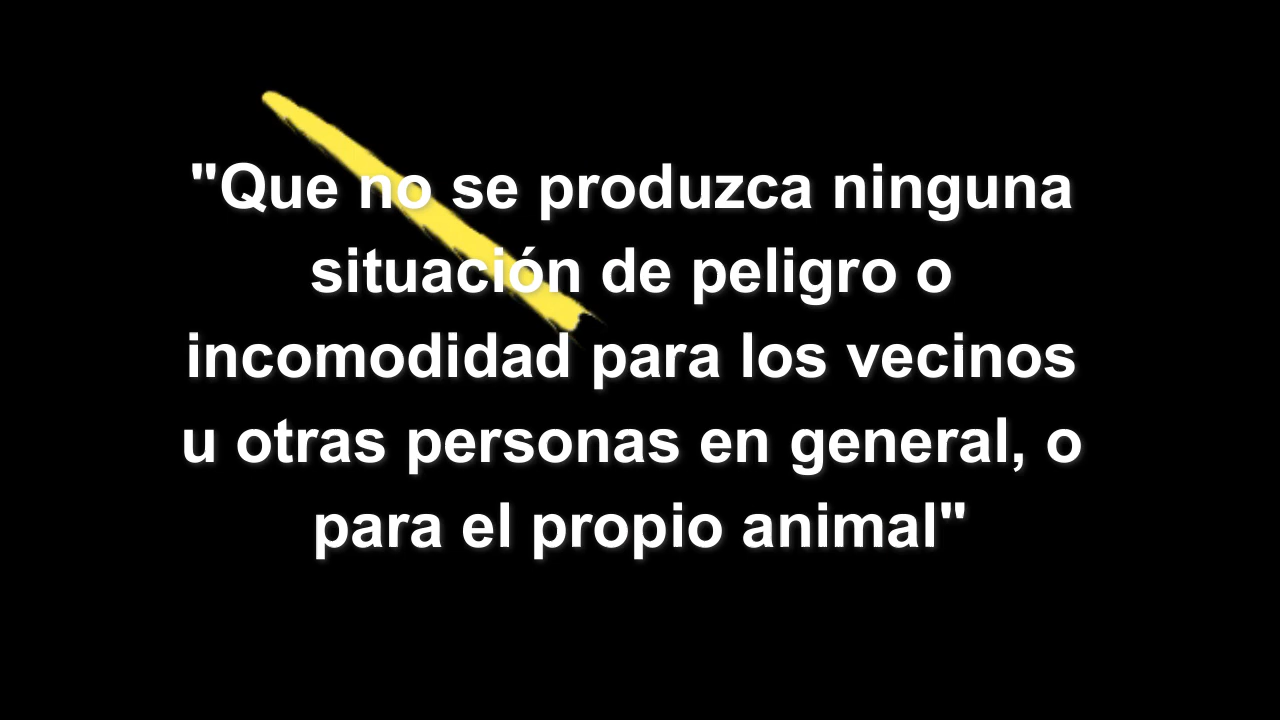 "Que no se produzca ninguna
situación de peligro o
incomodidad para los vecinos
u otras personas en general, o
para el propio animal"